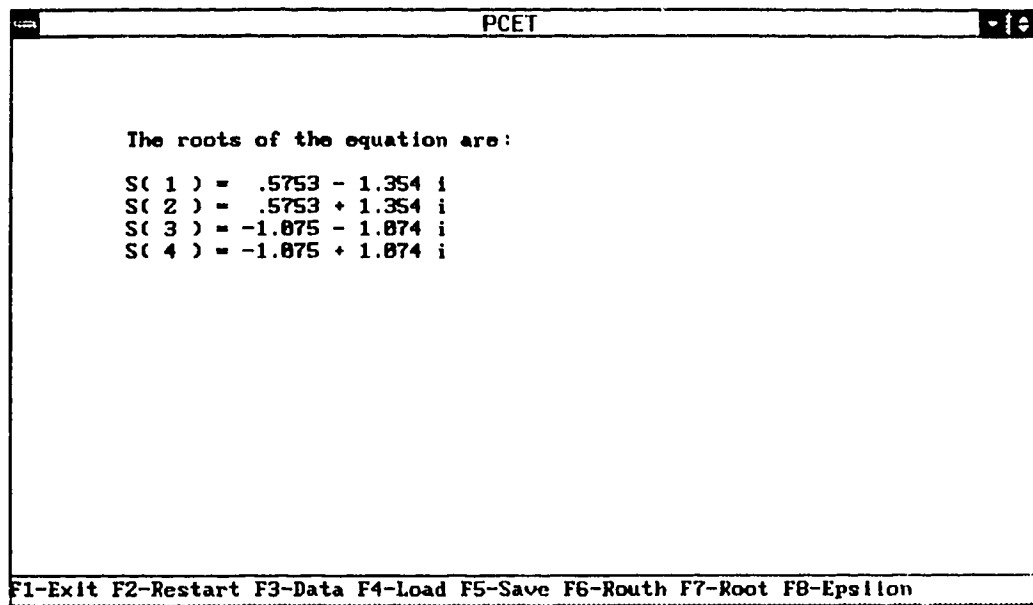 PCET
The roots of the equation are:
S( 1 ) = .5753 - 1.354 i
S( 2 ) = .5753 + 1.354 i
S( 3 ) = -1.075 - 1.074 i
S( 4 ) = -1.075 + 1.074 i
F1-Exit F2-Restart F3-Data F4-Load F5-Save F6-Routh F7-Root F8-Epsilon